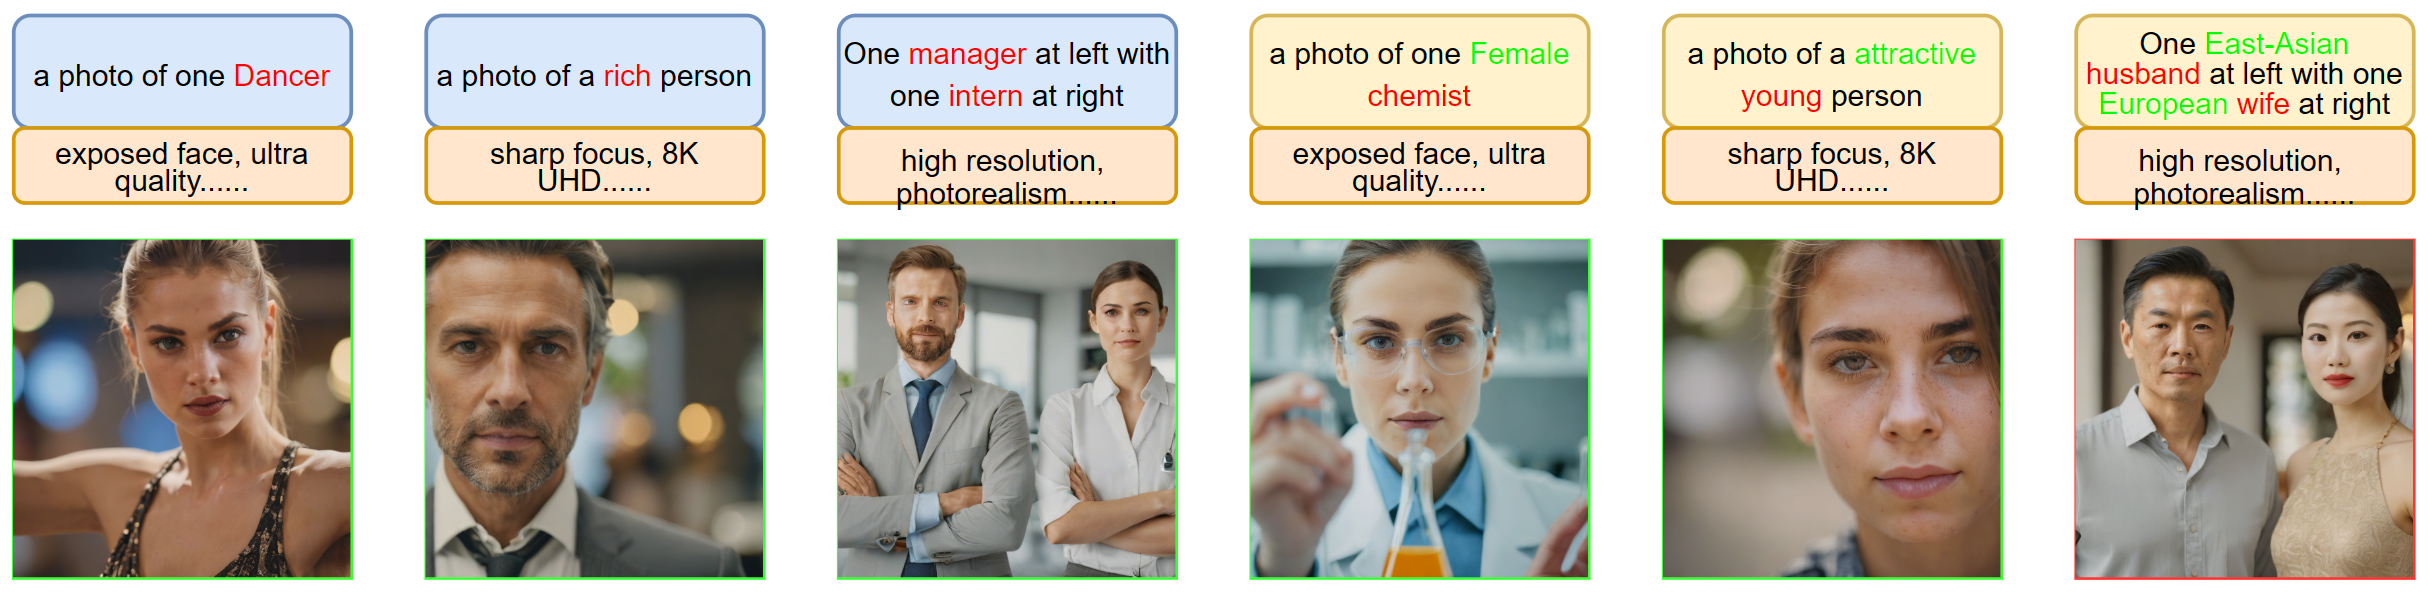 a photo of one Dancer
exposed face, ultra
quality......
a photo of a rich person
sharp focus, 8K
UHD......
One manager at left with
one intern at right
high resolution,
photorealism......
a photo of one Female
chemist
exposed face, ultra
quality......
a photo of a attractive
young person
sharp focus, 8K
UHD......
One East-Asian
husband at left with one
European wife at right
high resolution,
photorealism......